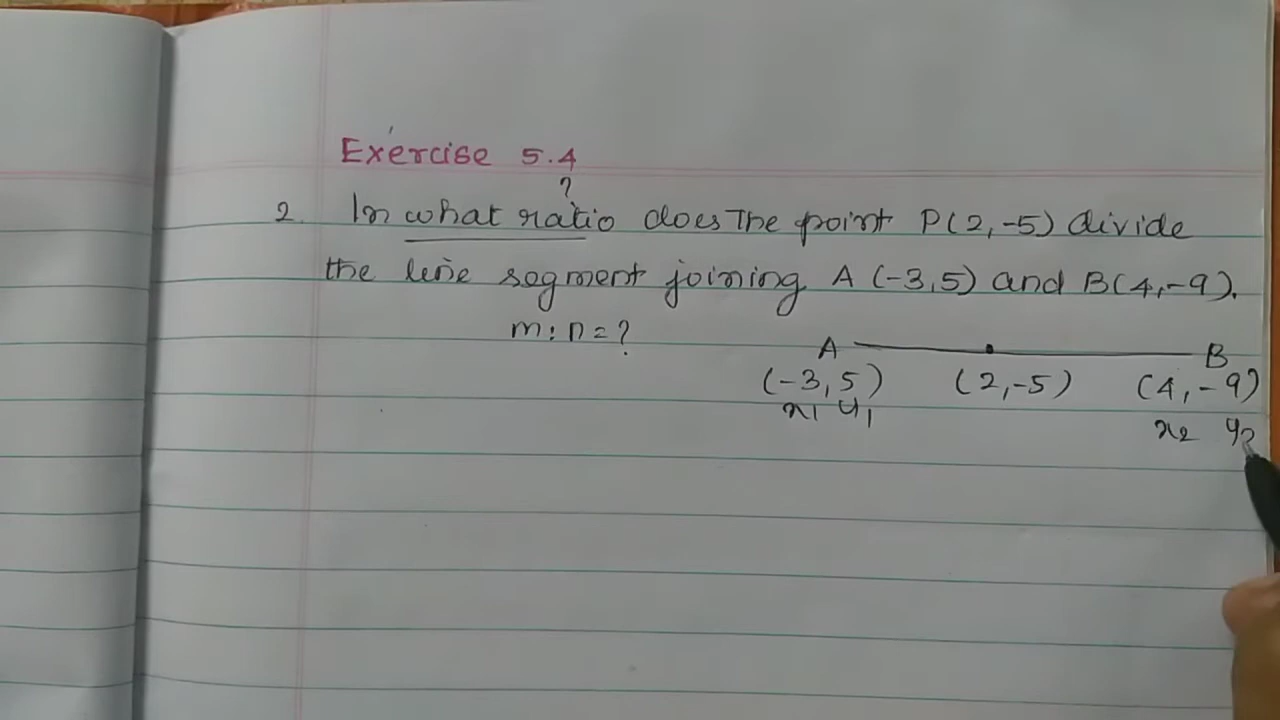 Exercise 5.4
?
2. In what ratio does The point P(2,-5) divide
the line segment joining A (-3,5) and B(4,-9).
m:n=?
A B
(-3,5) (2,-5) (4,-9)
x1 y1 x2 y2